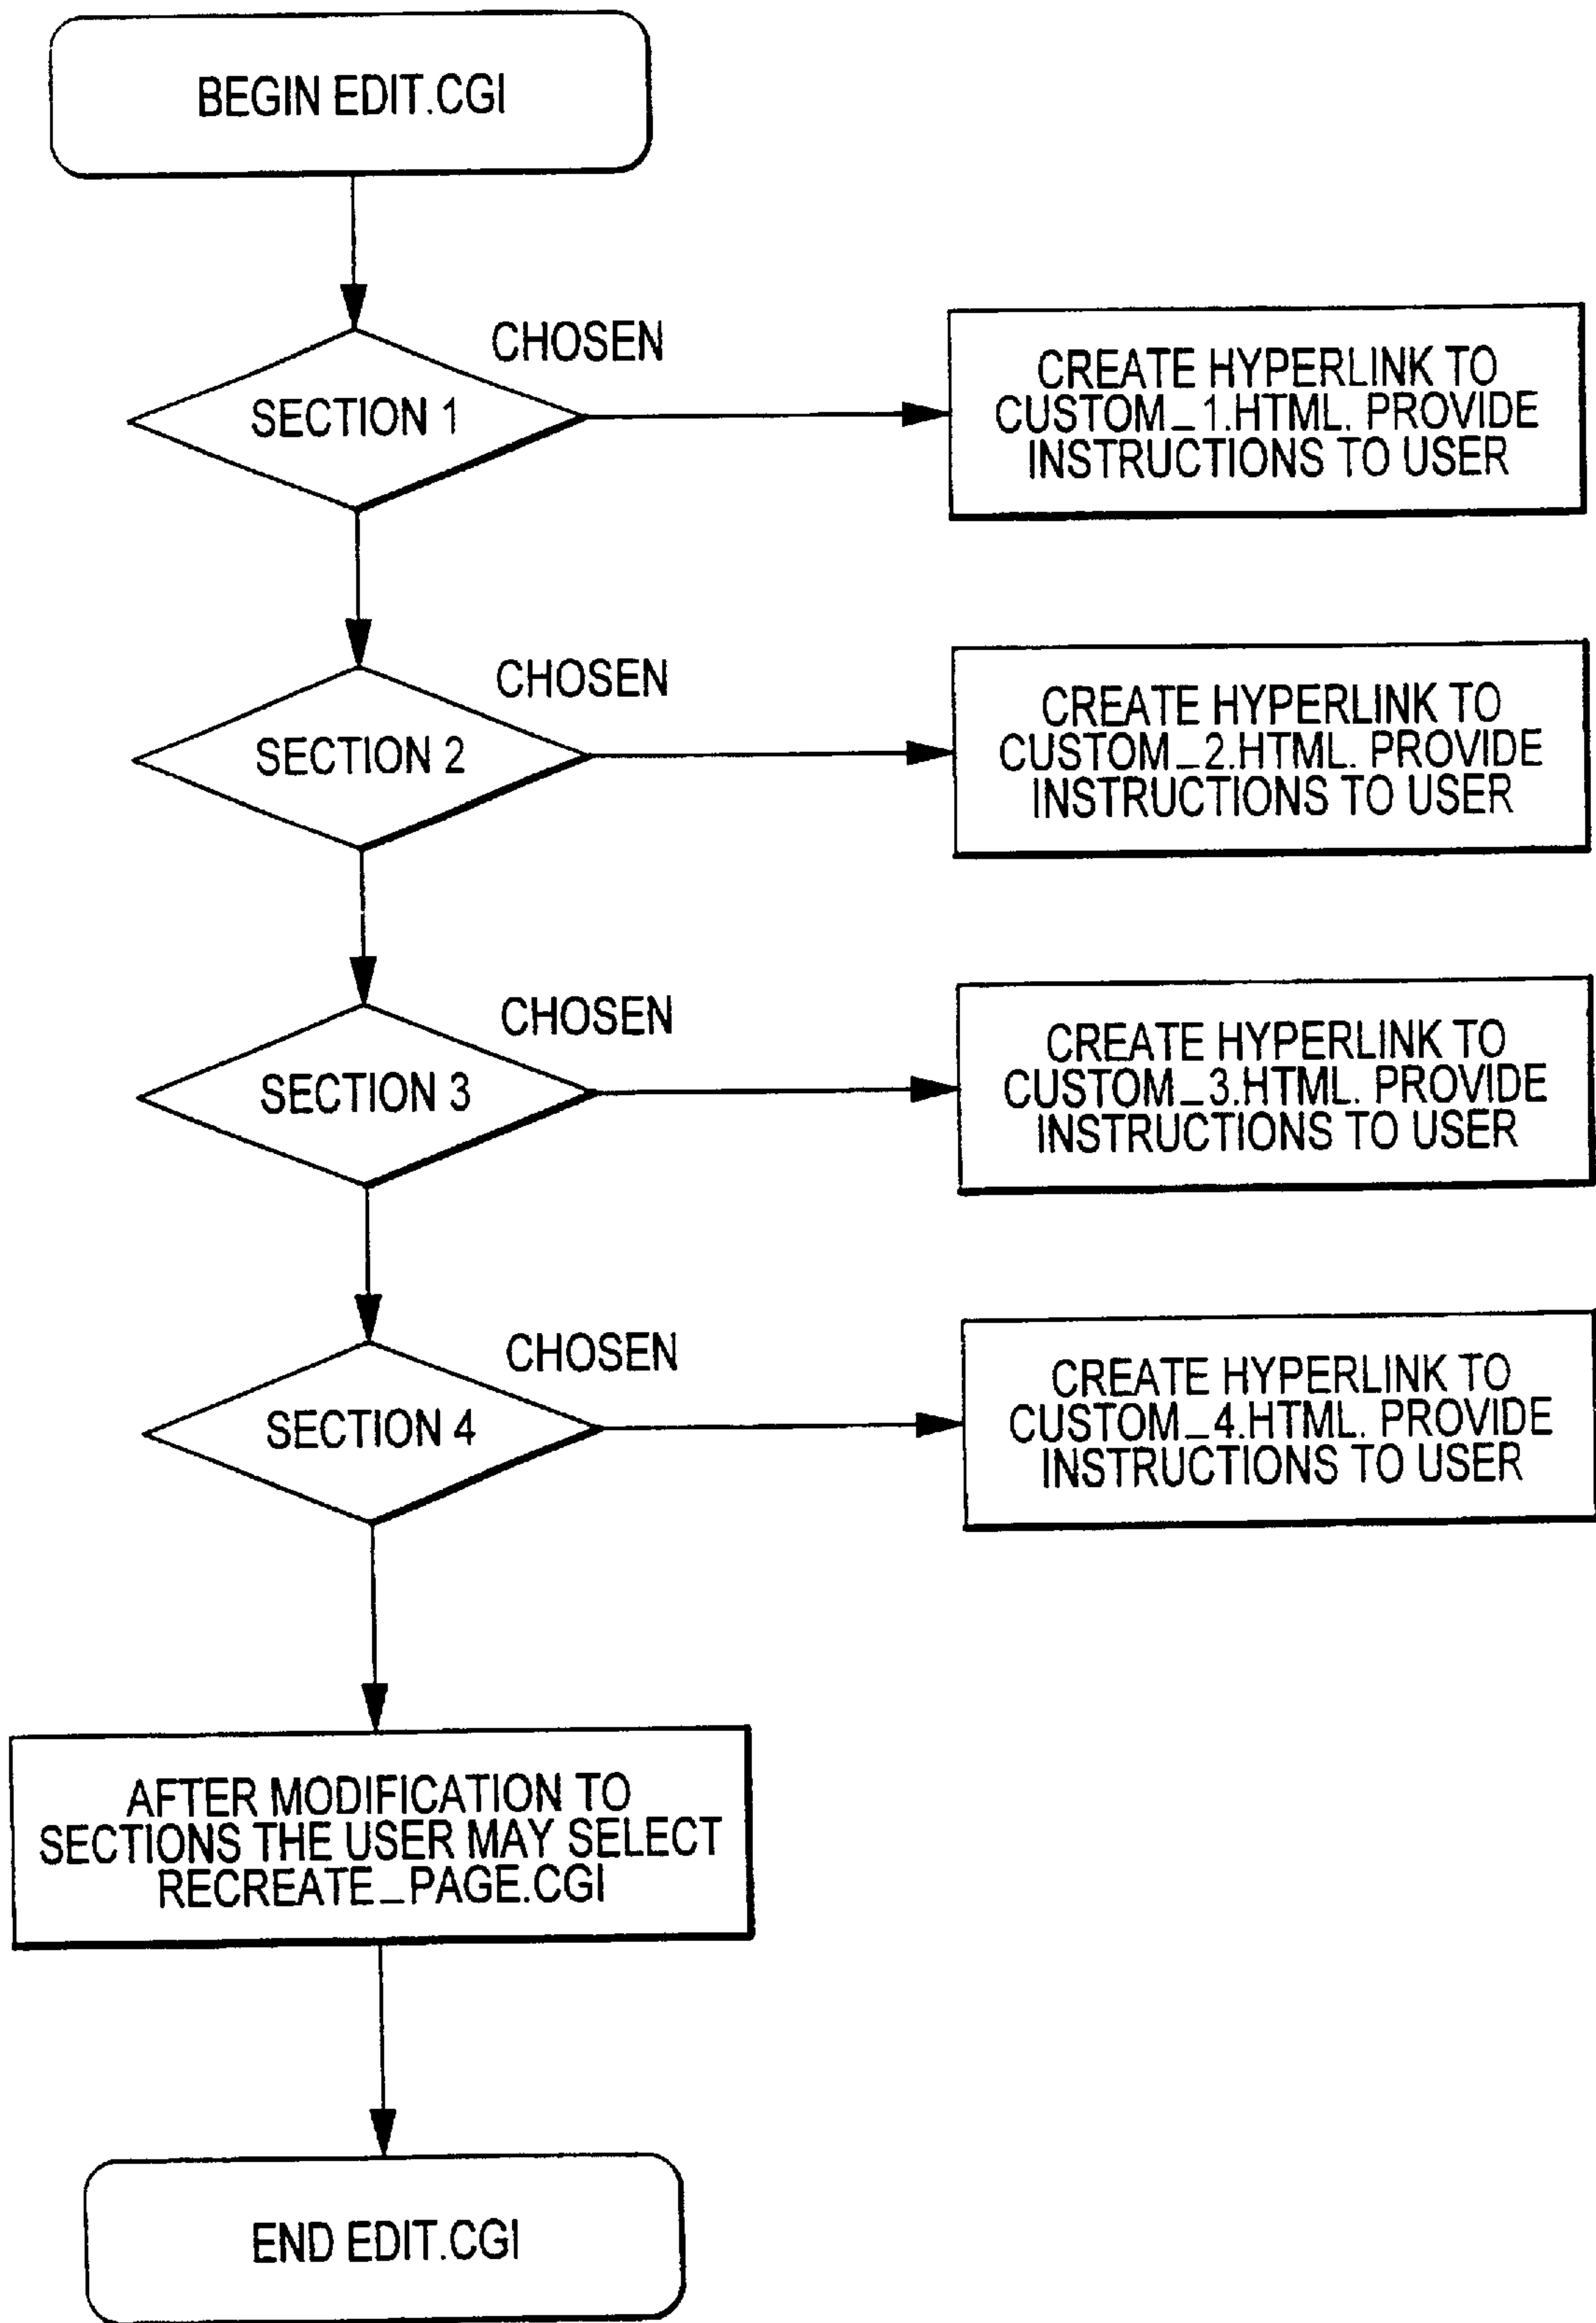 BEGIN EDIT.CGI
CHOSEN
SECTION 1
CREATE HYPERLINK TO
CUSTOM_1.HTML. PROVIDE
INSTRUCTIONS TO USER
CHOSEN
SECTION 2
CREATE HYPERLINK TO
CUSTOM_2.HTML. PROVIDE
INSTRUCTIONS TO USER
CHOSEN
SECTION 3
CREATE HYPERLINK TO
CUSTOM_3.HTML. PROVIDE
INSTRUCTIONS TO USER
CHOSEN
SECTION 4
CREATE HYPERLINK TO
CUSTOM_4.HTML. PROVIDE
INSTRUCTIONS TO USER
AFTER MODIFICATION TO
SECTIONS THE USER MAY SELECT
RECREATE_PAGE.CGI
END EDIT.CGI